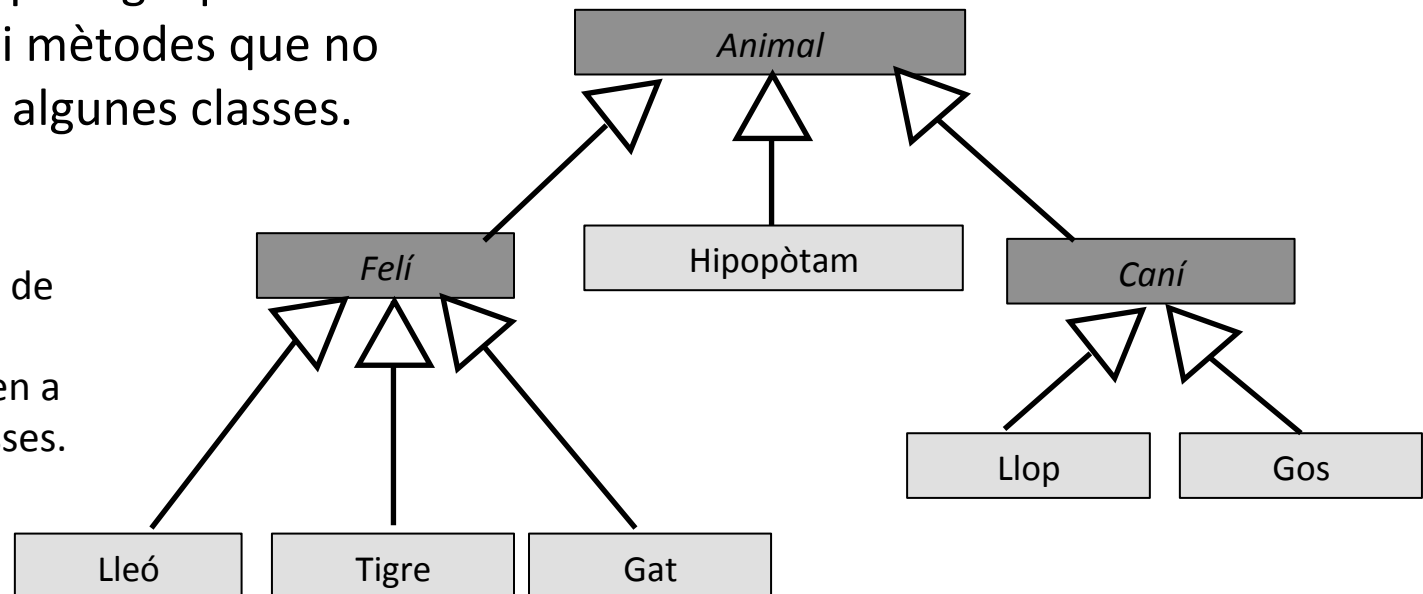 i mètodes que no
algunes classes.
de
en a
ses.
Animal
Felí
Hipopòtam
Caní
Llop
Gos
Lleó
Tigre
Gat